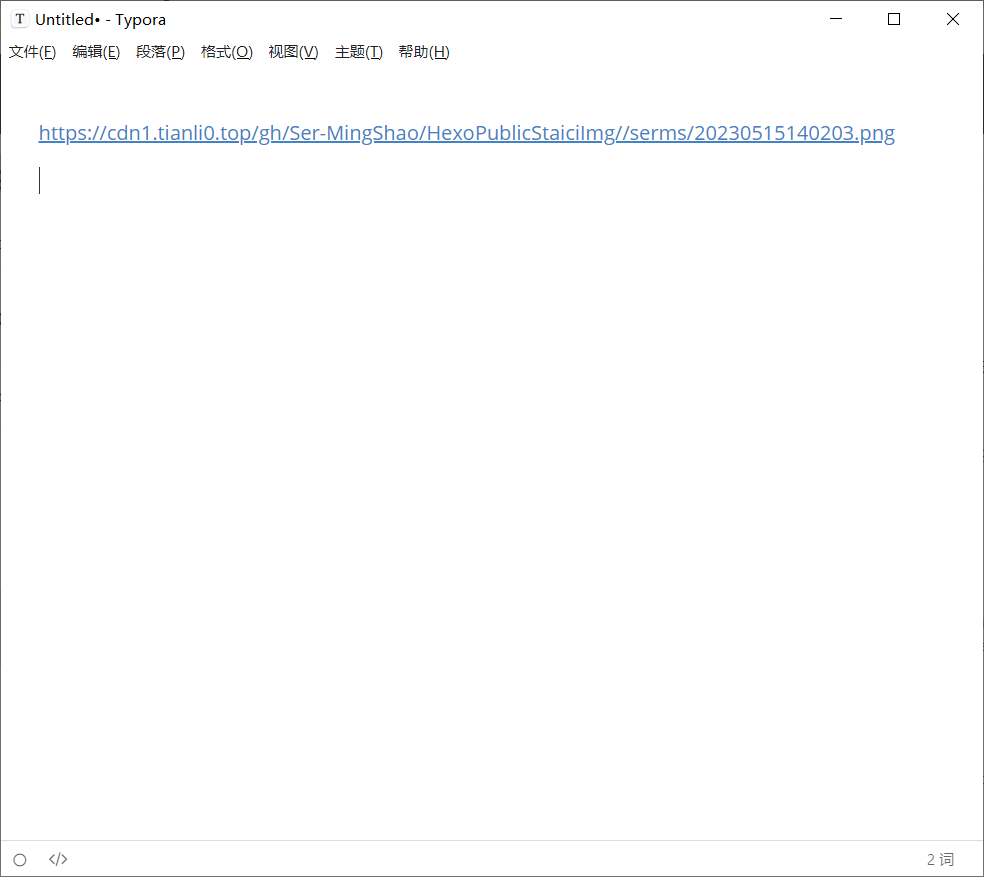 T Untitled• - Typora
文件(F) 编辑(E) 段落(P) 格式(O) 视图(V) 主题(T) 帮助(H)
https://cdn1.tianli0.top/gh/Ser-MingShao/HexoPublicStaiciImg//serms/20230515140203.png
</> 2 词